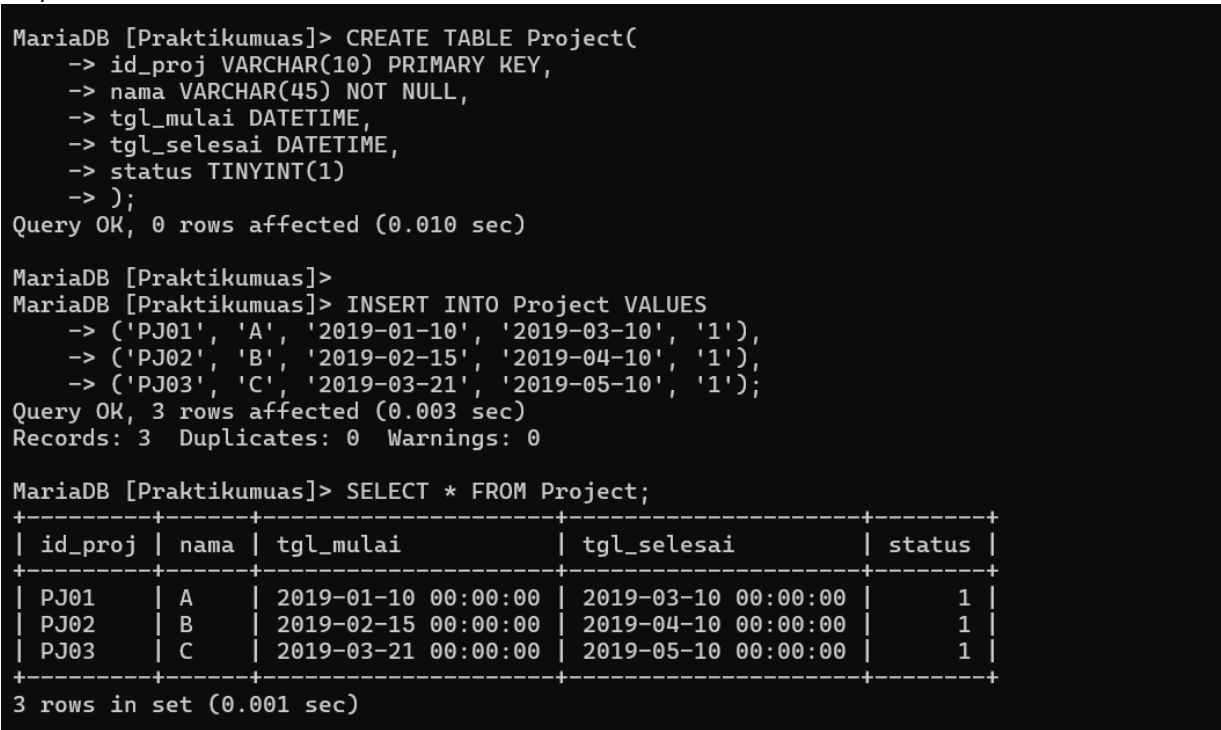 MariaDB [Praktikumuas]> CREATE TABLE Project(
    -> id_proj VARCHAR(10) PRIMARY KEY,
    -> nama VARCHAR(45) NOT NULL,
    -> tgl_mulai DATETIME,
    -> tgl_selesai DATETIME,
    -> status TINYINT(1)
    -> );
Query OK, 0 rows affected (0.010 sec)

MariaDB [Praktikumuas]>
MariaDB [Praktikumuas]> INSERT INTO Project VALUES
    -> ('PJ01', 'A', '2019-01-10', '2019-03-10', '1'),
    -> ('PJ02', 'B', '2019-02-15', '2019-04-10', '1'),
    -> ('PJ03', 'C', '2019-03-21', '2019-05-10', '1');
Query OK, 3 rows affected (0.003 sec)
Records: 3  Duplicates: 0  Warnings: 0

MariaDB [Praktikumuas]> SELECT * FROM Project;
+---------+------+---------------------+---------------------+--------+
| id_proj | nama | tgl_mulai           | tgl_selesai         | status |
+---------+------+---------------------+---------------------+--------+
| PJ01    | A    | 2019-01-10 00:00:00 | 2019-03-10 00:00:00 |      1 |
| PJ02    | B    | 2019-02-15 00:00:00 | 2019-04-10 00:00:00 |      1 |
| PJ03    | C    | 2019-03-21 00:00:00 | 2019-05-10 00:00:00 |      1 |
+---------+------+---------------------+---------------------+--------+
3 rows in set (0.001 sec)